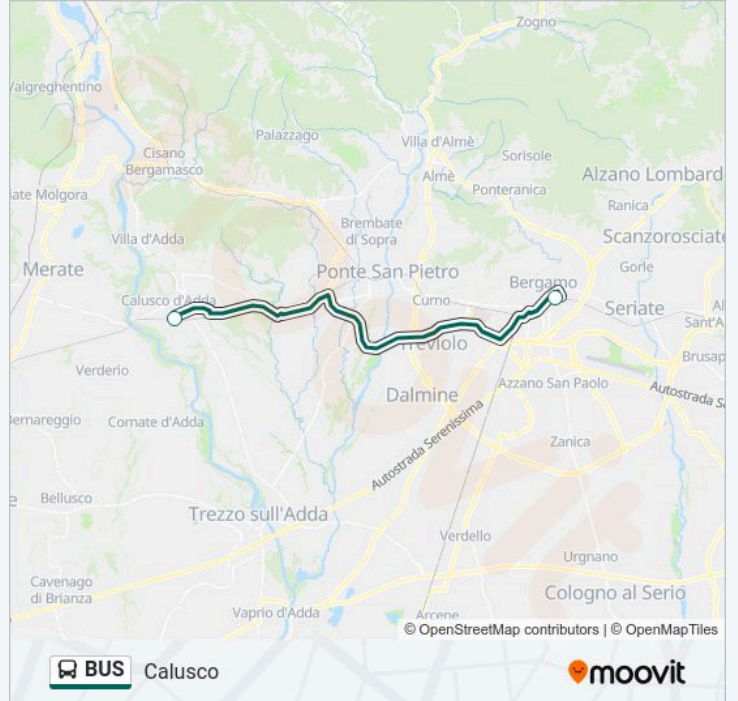 Zogno
Valgreghentino
Palazzago
Villa d'Almè
Cisano
Bergamasco
Sorisole
Almè
Alzano Lombard
Ponteranica
iate Molgora
Ranica
Brembate
di Sopra
Villa d'Adda
Scanzorosciate
Merate
Ponte San Pietro
Gorle
Bergamo
Calusco d'Adda
Curno
Seriate
Al
Sant'A
Treviolo
Verderio
Brusap
Azzano San Paolo
Dalmine
Autostrada S
Bernareggio
Cornate d'Adda
Autostrada Serenissima
Zanica
e
Bellusco
Trezzo sull'Adda
Verdello
Urgnano
Cavenago
di Brianza
Cologno al Serio
Vaprio d'Adda
Arcene
© OpenStreetMap contributors | © OpenMapTiles
BUS Calusco
moovit